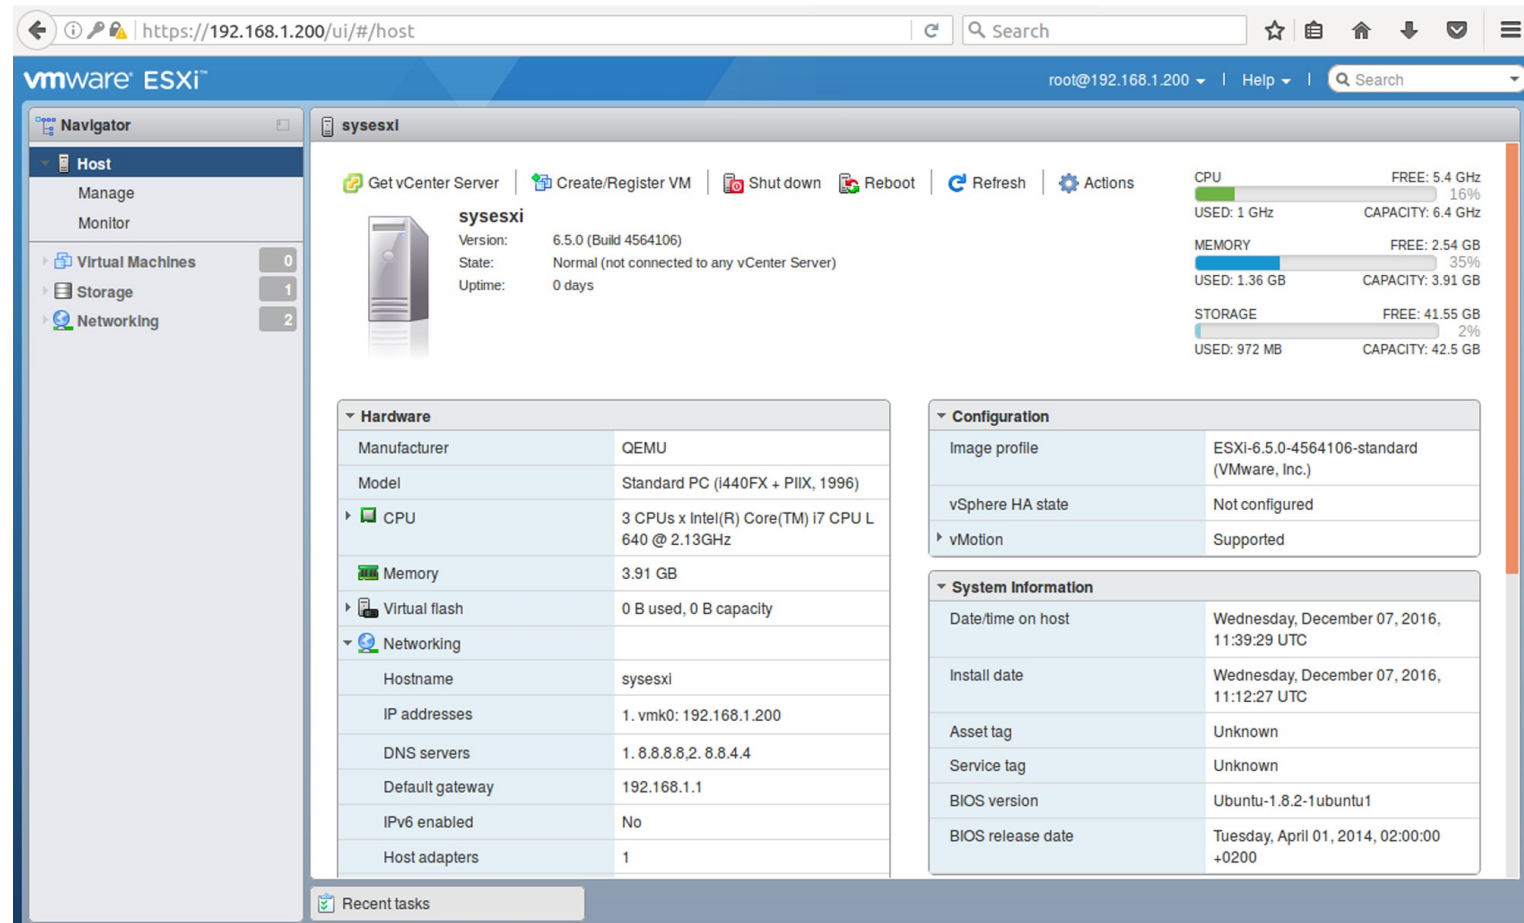 https://192.168.1.200/ui/#/host
Search
vmware ESXi™
root@192.168.1.200 | Help | Search
Navigator
Host
Manage
Monitor
Virtual Machines 0
Storage 1
Networking 2
sysesxi
Get vCenter Server | Create/Register VM | Shut down Reboot | Refresh | Actions
sysesxi
Version: 6.5.0 (Build 4564106)
State: Normal (not connected to any vCenter Server)
Uptime: 0 days
CPU FREE: 5.4 GHz
16%
USED: 1 GHz CAPACITY: 6.4 GHz
MEMORY FREE: 2.54 GB
35%
USED: 1.36 GB CAPACITY: 3.91 GB
STORAGE FREE: 41.55 GB
2%
USED: 972 MB CAPACITY: 42.5 GB
Hardware
Manufacturer QEMU
Model Standard PC (i440FX + PIIX, 1996)
CPU 3 CPUs x Intel(R) Core(TM) i7 CPU L
640 @ 2.13GHz
Memory 3.91 GB
Virtual flash 0 B used, 0 B capacity
Networking
Hostname sysesxi
IP addresses 1. vmk0: 192.168.1.200
DNS servers 1. 8.8.8.8,2. 8.8.4.4
Default gateway 192.168.1.1
IPv6 enabled No
Host adapters 1
Configuration
Image profile ESXi-6.5.0-4564106-standard
(VMware, Inc.)
vSphere HA state Not configured
vMotion Supported
System Information
Date/time on host Wednesday, December 07, 2016,
11:39:29 UTC
Install date Wednesday, December 07, 2016,
11:12:27 UTC
Asset tag Unknown
Service tag Unknown
BIOS version Ubuntu-1.8.2-1ubuntu1
BIOS release date Tuesday, April 01, 2014, 02:00:00
+0200
Recent tasks